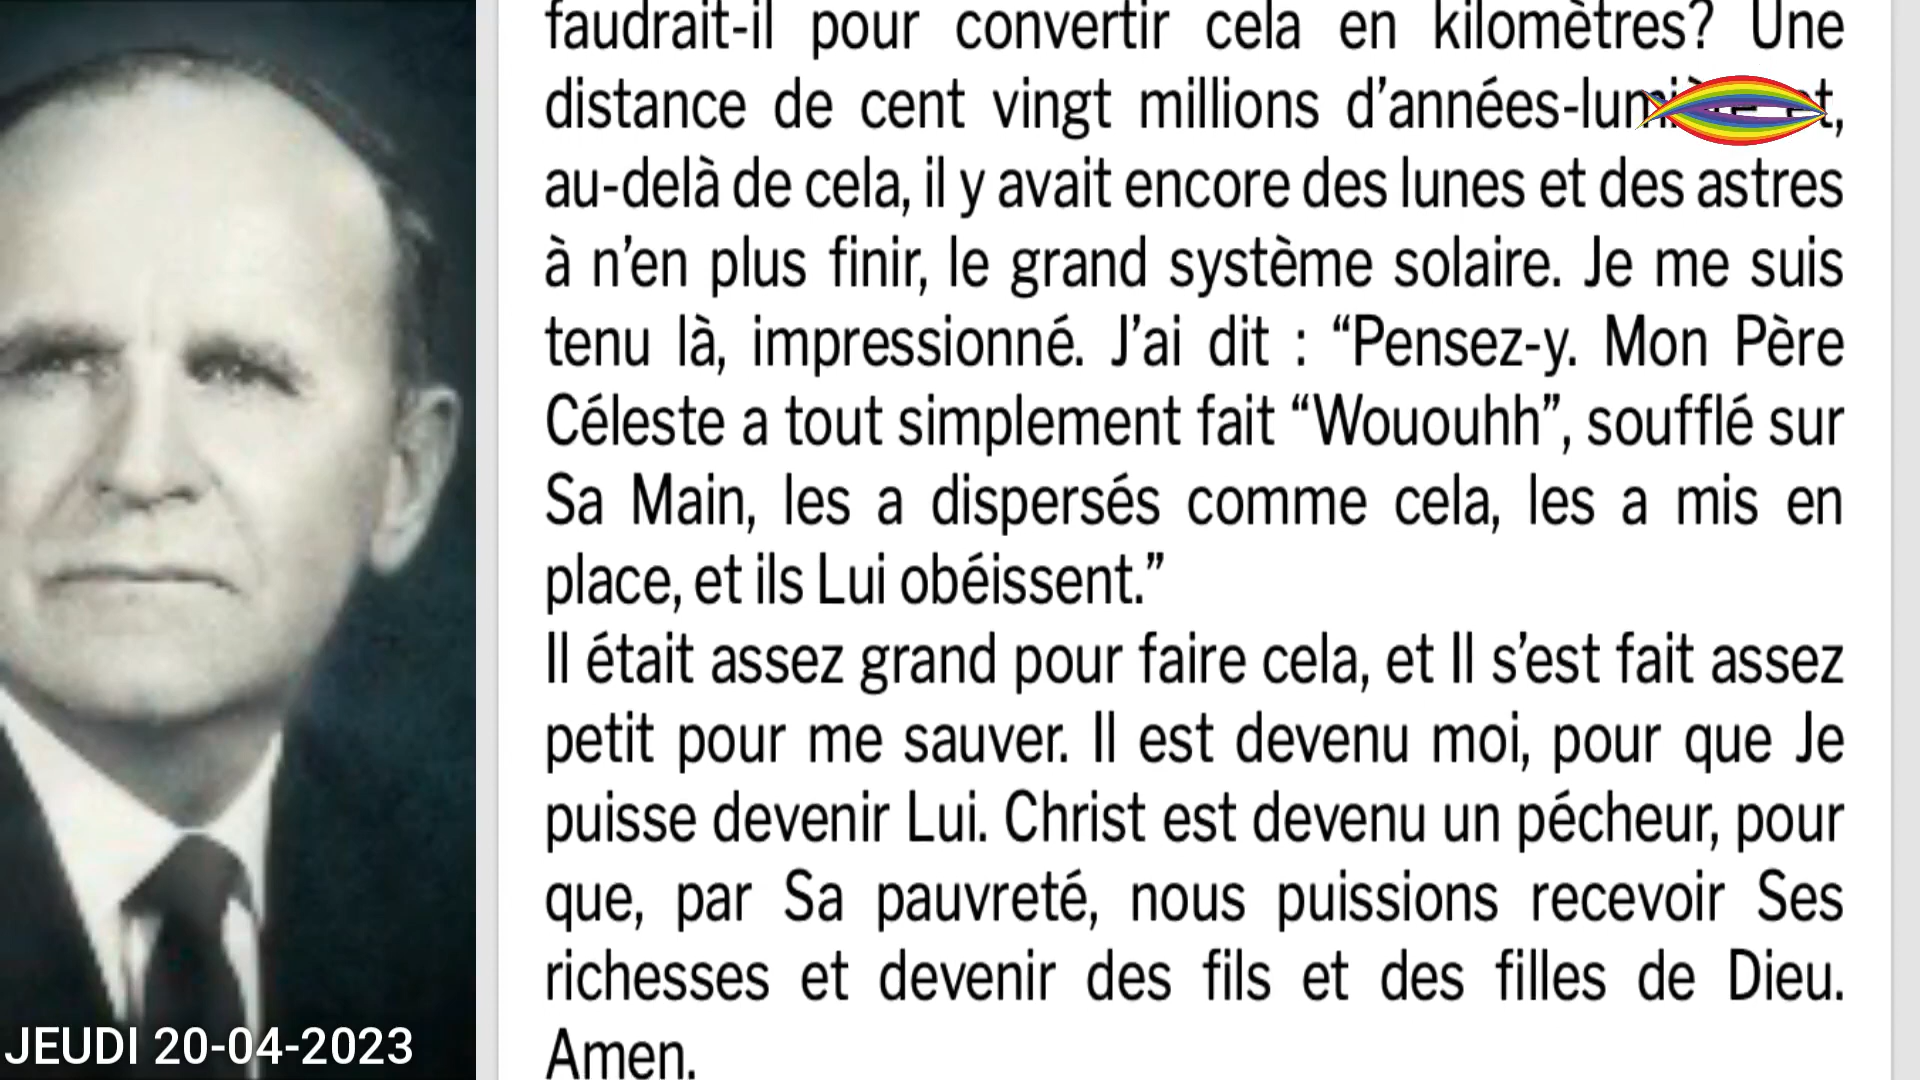 faudrait-il pour convertir cela en kilomètres? Une
distance de cent vingt millions d’années-lumière et,
au-delà de cela, il y avait encore des lunes et des astres
à n’en plus finir, le grand système solaire. Je me suis
tenu là, impressionné. J’ai dit : “Pensez-y. Mon Père
Céleste a tout simplement fait “Wououhh”, soufflé sur
Sa Main, les a dispersés comme cela, les a mis en
place, et ils Lui obéissent.”
Il était assez grand pour faire cela, et Il s’est fait assez
petit pour me sauver. Il est devenu moi, pour que Je
puisse devenir Lui. Christ est devenu un pécheur, pour
que, par Sa pauvreté, nous puissions recevoir Ses
richesses et devenir des fils et des filles de Dieu.
Amen.
JEUDI 20-04-2023